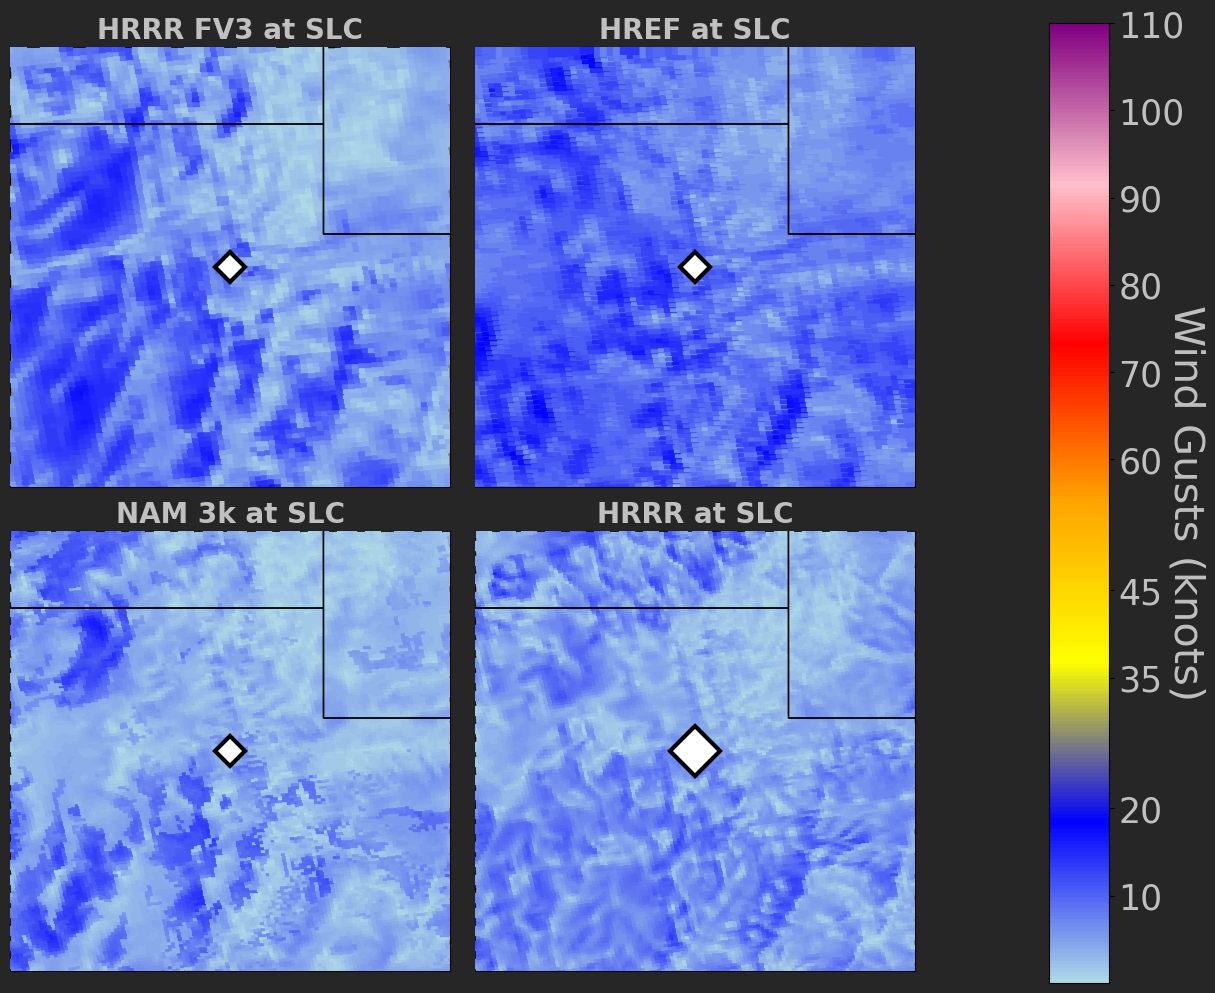 HRRR FV3 at SLC
HREF at SLC
NAM 3k at SLC
HRRR at SLC
110
100
90
80
70
60
45
35
20
10
Wind Gusts (knots)